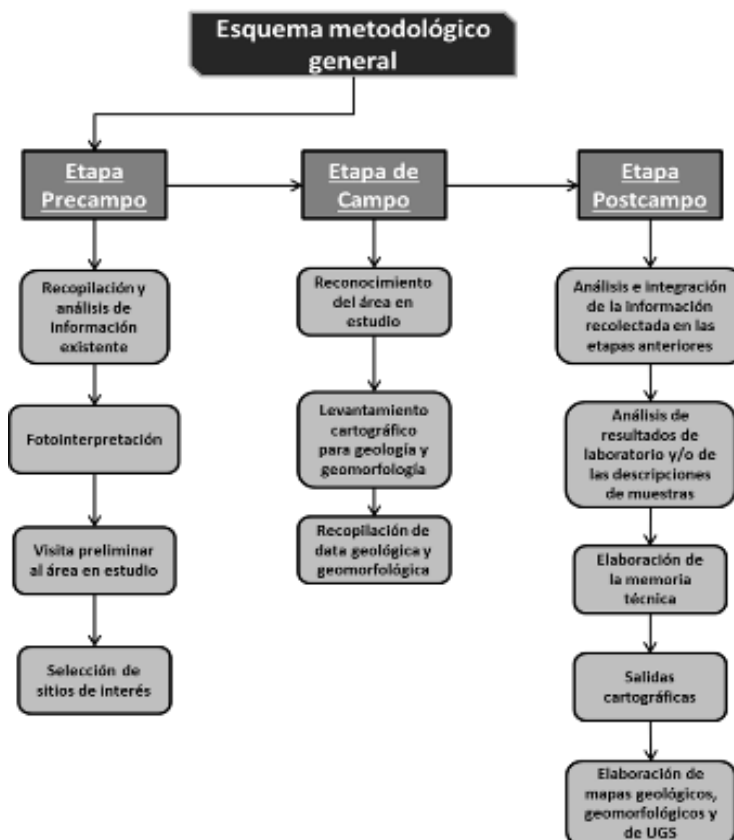 Esquema metodológico
general
Etapa
Precampo
Etapa de
Campo
Etapa
Postcampo
Recopilación y
análisis de
información
existente
FotoInterpretación
Visita preliminar
al área en estudio
Selección de
sitios de interés
Reconocimiento
del área en
estudio
Levantamiento
cartográfico
para geología y
geomorfología
Recopilación de
data geológica y
geomorfológica
Análisis e integración
de la información
recolectada en las
etapas anteriores
Análisis de
resultados de
laboratorio y/o de
las descripciones
de muestras
Elaboración de
la memoria
técnica
Salidas
cartográficas
Elaboración de
mapas geológicos,
geomorfológicos y
de UGS